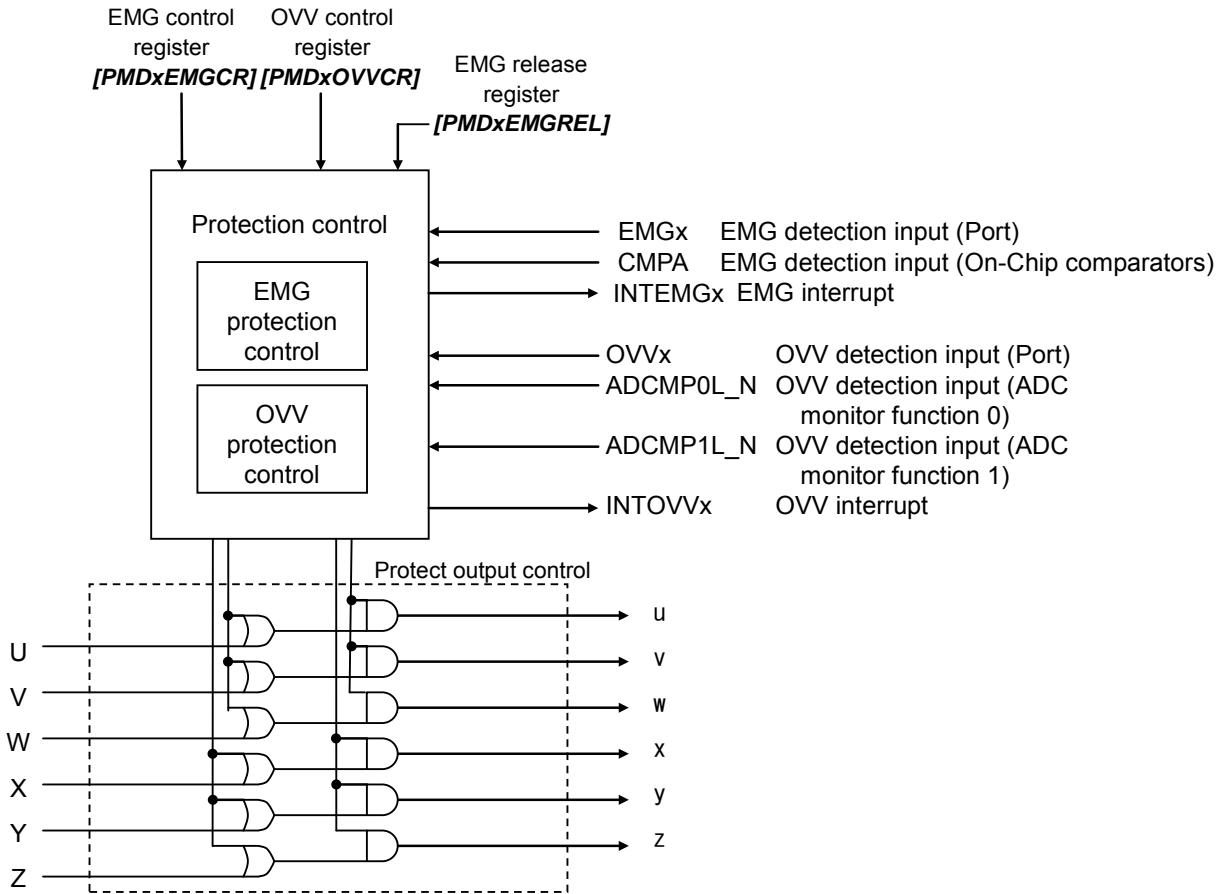 EMG control
register
[PMDxEMGCR]
OVV control
register
[PMDxOVVCR]
EMG release
register
[PMDxEMGREL]
Protection control
EMG
protection
control
OVV
protection
control
EMGx EMG detection input (Port)
CMPA EMG detection input (On-Chip comparators)
INTEMGx EMG interrupt
OVVx OVV detection input (Port)
ADCMP0L_N OVV detection input (ADC
monitor function 0)
ADCMP1L_N OVV detection input (ADC
monitor function 1)
INTOVVx OVV interrupt
Protect output control
U
V
W
X
Y
Z
u
v
w
x
y
z